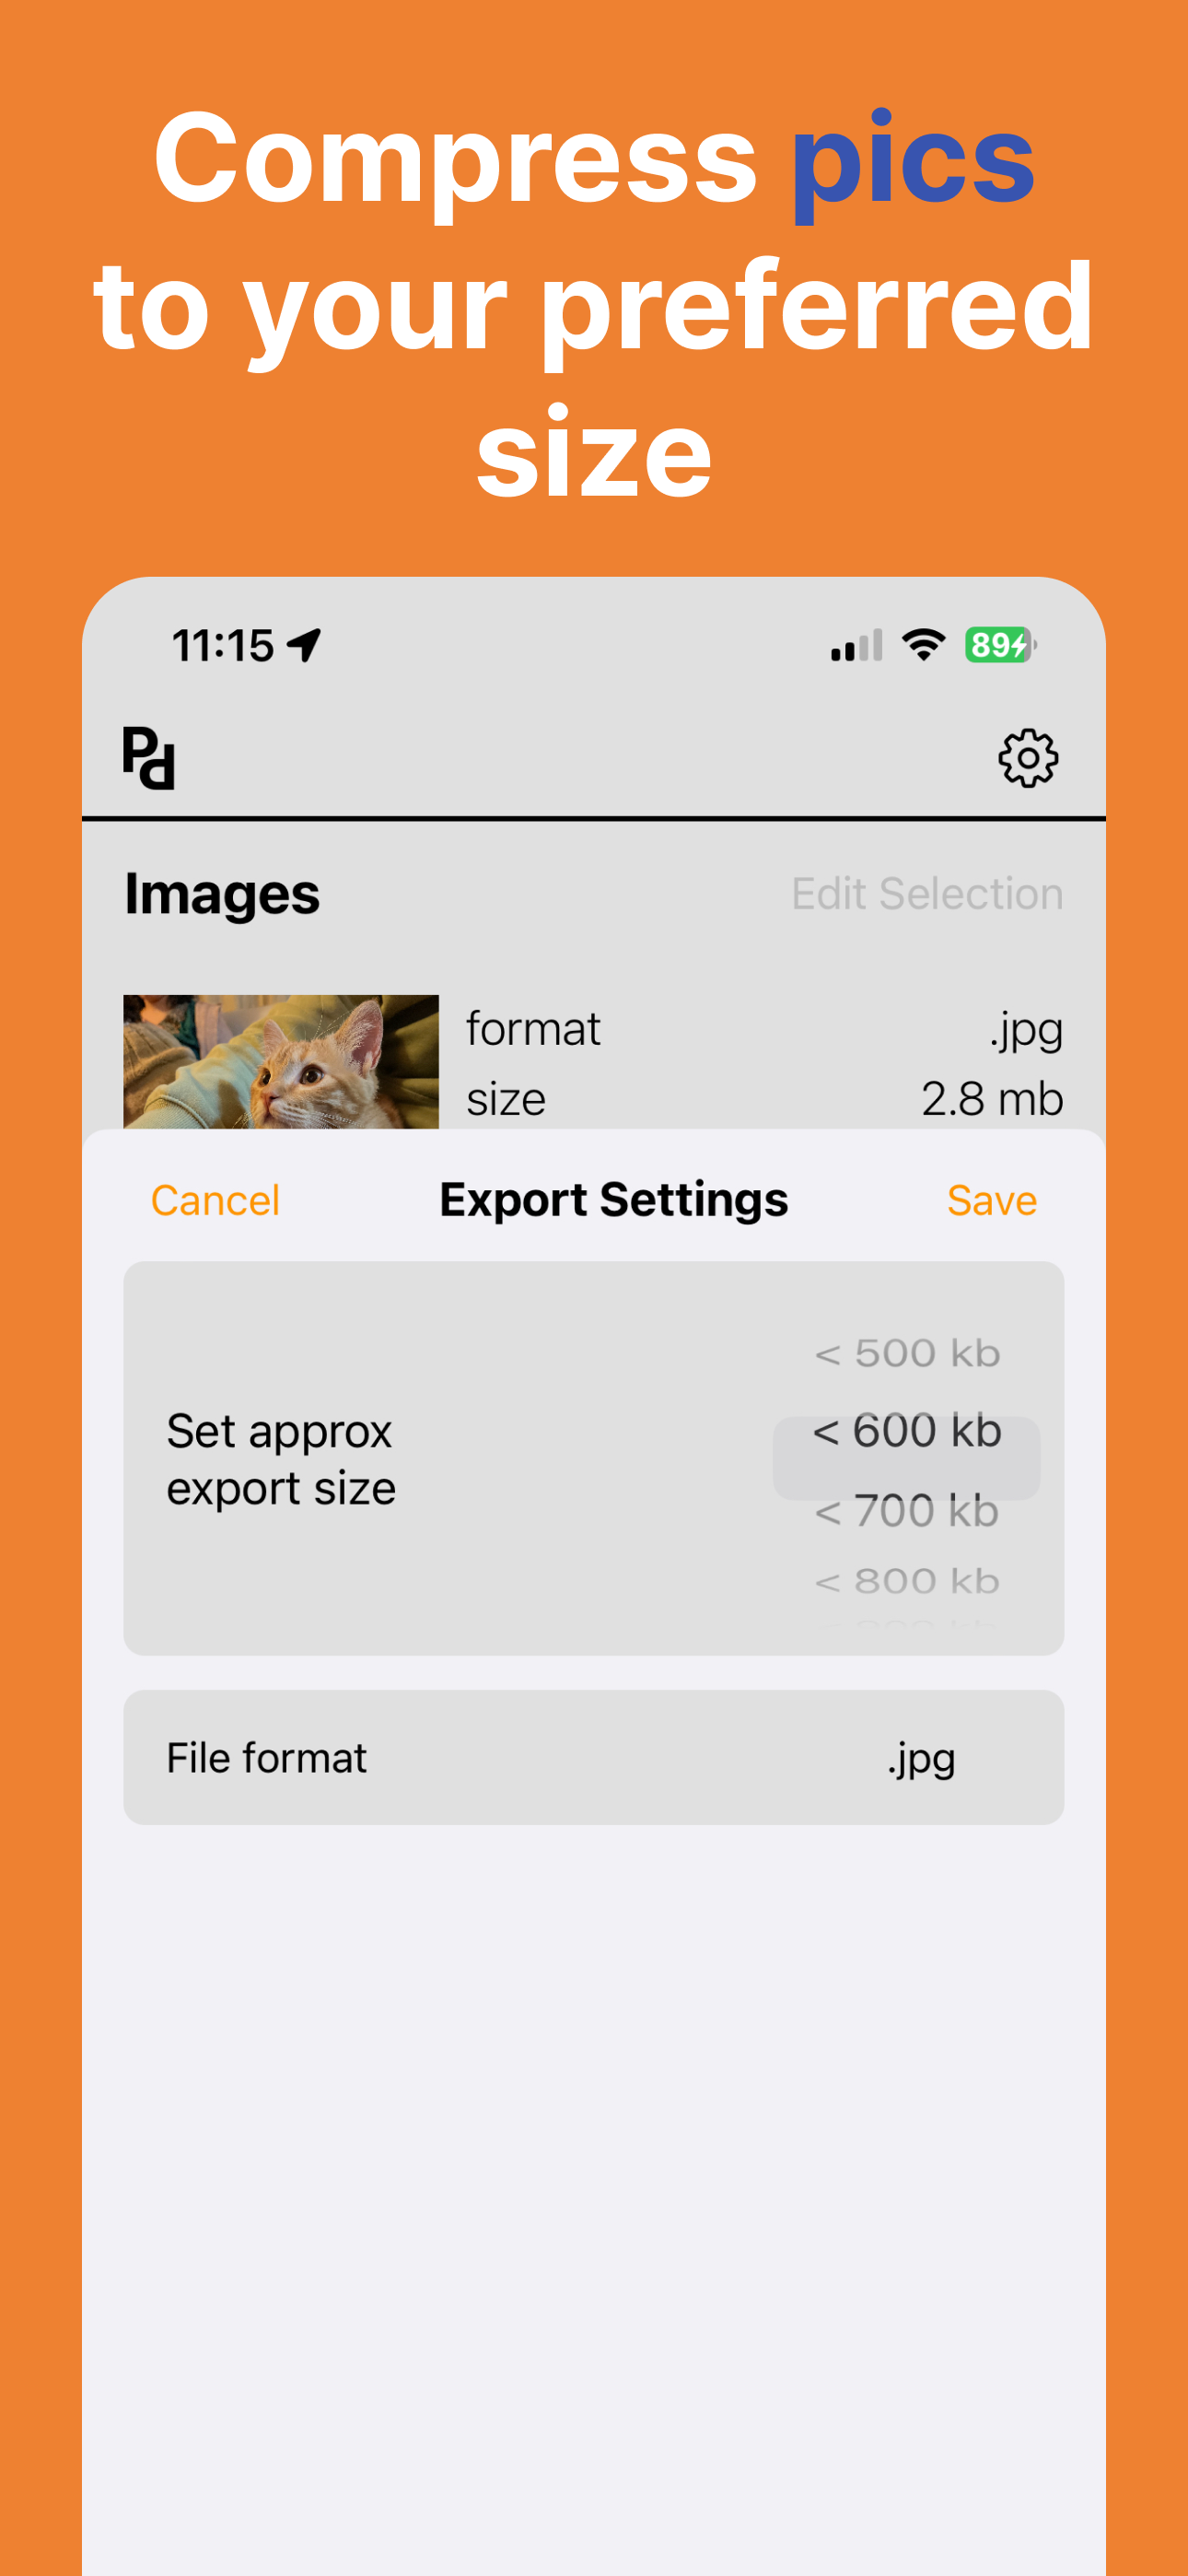 Compress pics
to your preferred
size
11:15
89
Pd
Images
Edit Selection
format .jpg
size 2.8 mb
Cancel Export Settings Save
Set approx
export size
< 500 kb
< 600 kb
< 700 kb
< 800 kb
File format .jpg